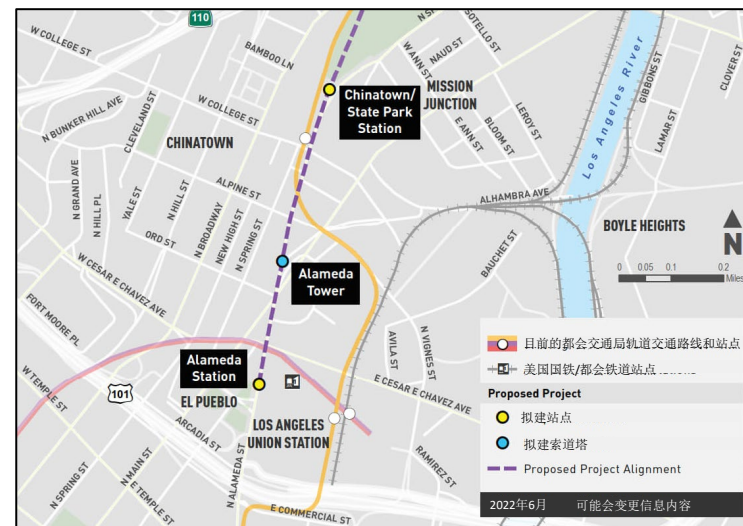 110
W COLLEGE ST
BAMBOO LN
N BUNKER HILL AVE
CLEVELAND ST
W COLLEGE ST
CHINATOWN
Chinatown/
State Park
Station
W ANN ST
NAUD ST
SOTELLO ST
MISSION
JUNCTION
E ANN ST
BLOOM ST
LEROY ST
Los Angeles River
GIBBONS ST
CLOVER ST
LAMAR ST
N GRAND AVE
N HILL PL
YALE ST
N HILL ST
ALPINE ST
ORD ST
N BROADWAY
NEW HIGH ST
N SPRING ST
ALHAMBRA AVE
BOYLE HEIGHTS
BAUCHET ST
N
0 0.05 0.1 0.2
Miles
W CESAR E CHAVEZ AVE
Alameda
Tower
FORT MOORE PL
Alameda
Station
101
W TEMPLE ST
EL PUEBLO
ARCADIA ST
LOS ANGELES
UNION STATION
AVILA ST
N VIGNES ST
E CESAR E CHAVEZ AVE
RAMIREZ ST
N SPRING ST
N MAIN ST
E TEMPLE ST
N ALAMEDA ST
E COMMERCIAL ST
目前的都会交通局轨道交通路线和站点
美国国铁/都会铁道站点
Proposed Project
拟建站点
拟建索道塔
Proposed Project Alignment
2022年6月 可能会变更信息内容